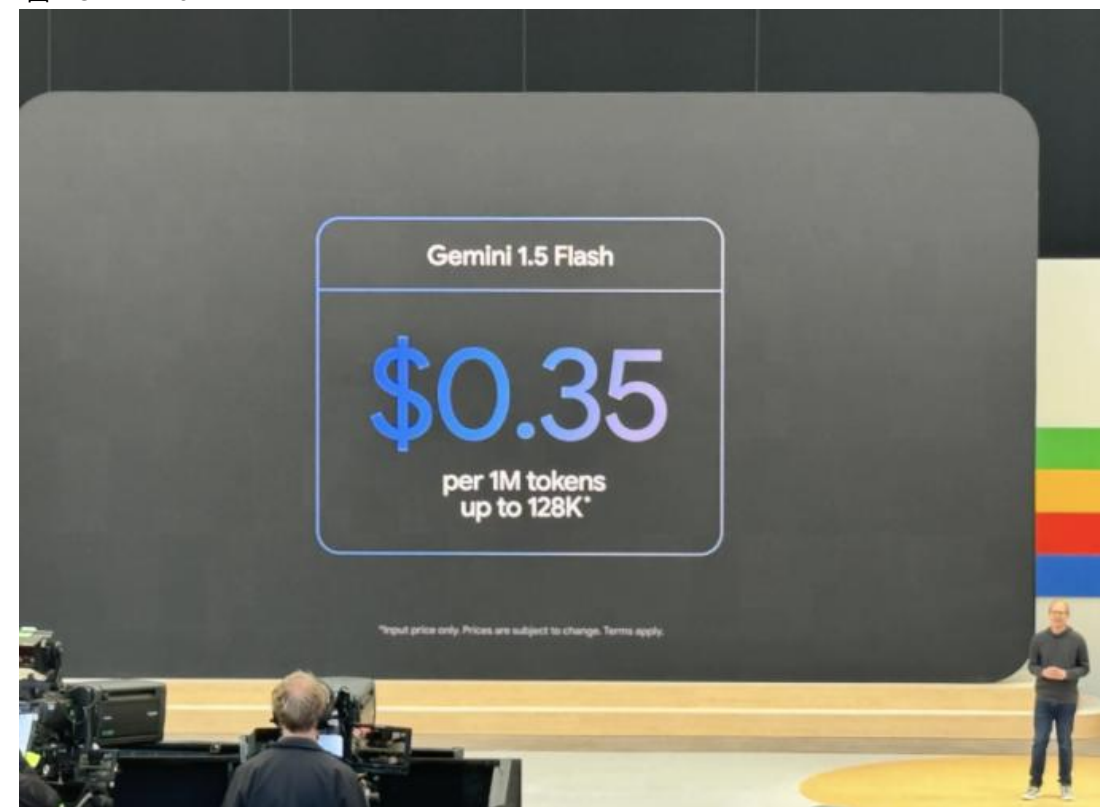 Gemini 1.5 Flash
$0.35
per 1M tokens
up to 128K*
*Input price only. Prices are subject to change. Terms apply.